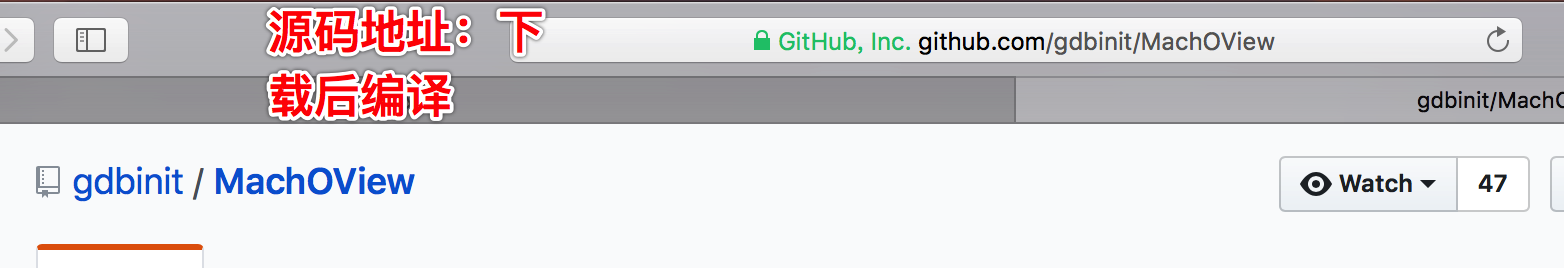 源码地址：下
载后编译
GitHub, Inc. github.com/gdbinit/MachOView
gdbinit/MachO
gdbinit / MachOView
Watch 47